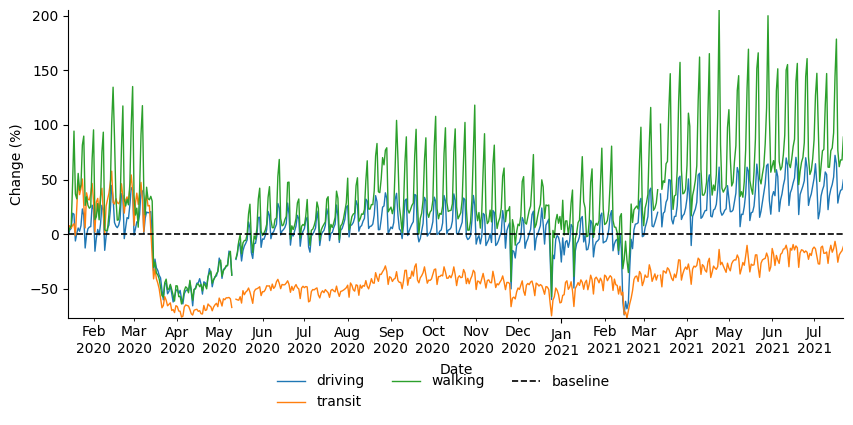 200
150
100
50
0
−50
Change (%)
Feb 2020
Mar 2020
Apr 2020
May 2020
Jun 2020
Jul 2020
Aug 2020
Sep 2020
Oct 2020
Nov 2020
Dec 2020
Jan 2021
Feb 2021
Mar 2021
Apr 2021
May 2021
Jun 2021
Jul 2021
Date
driving
walking
baseline
transit